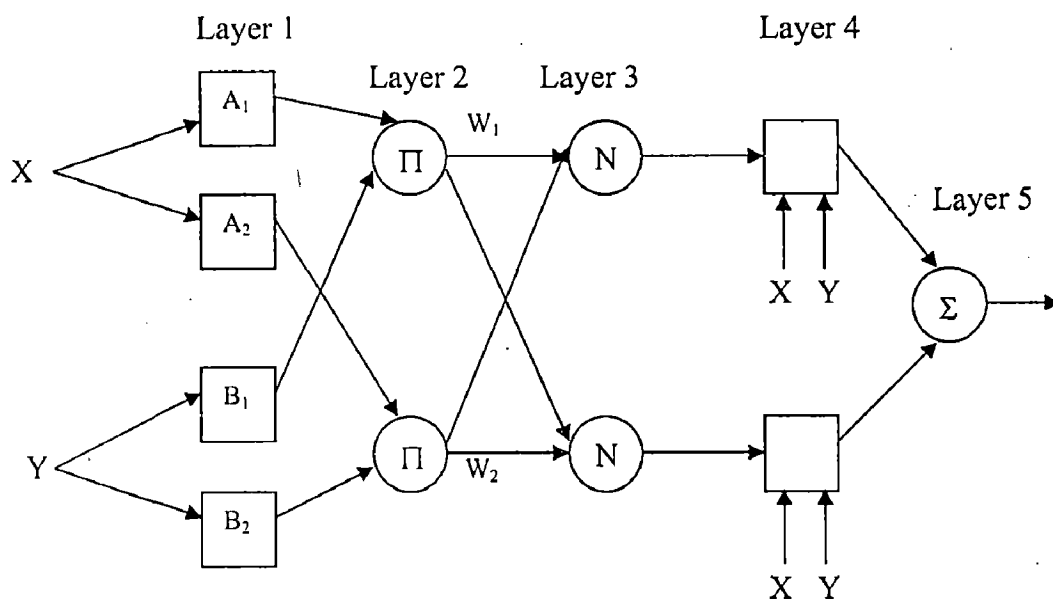 Layer 1
Layer 4
Layer 2
Layer 3
A₁
W₁
X
Π
N
A₂
Layer 5
X Y
Σ
B₁
Y
Π
N
W₂
B₂
X Y